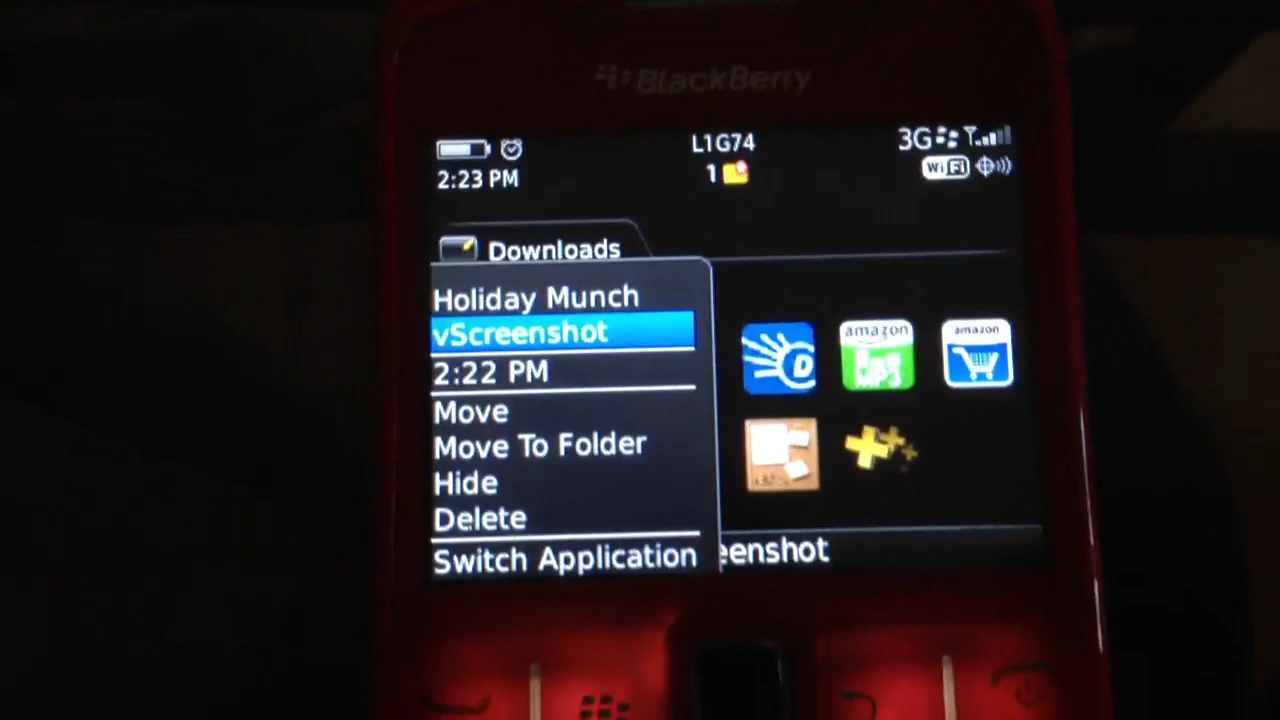 BlackBerry
L1G74
3G
2:23 PM
1
WiFi
Downloads
Holiday Munch
vScreenshot
2:22 PM
Move
Move To Folder
Hide
Delete
Switch Application
eenshot
D
amazon
MP3
amazon